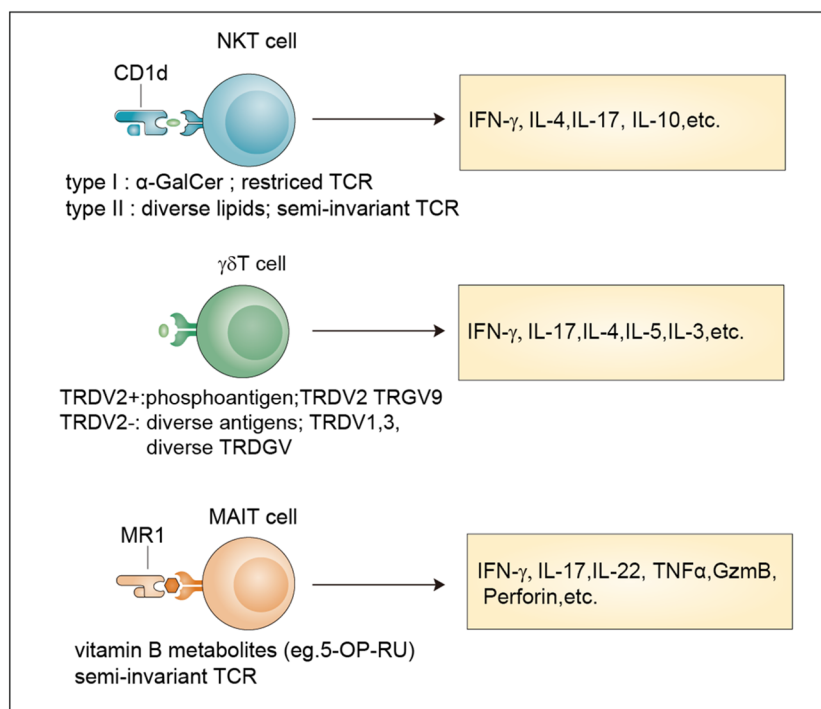 NKT cell
CD1d
IFN-γ, IL-4,IL-17, IL-10,etc.
type I : α-GalCer ; restriced TCR
type II : diverse lipids; semi-invariant TCR
γδT cell
IFN-γ, IL-17,IL-4,IL-5,IL-3,etc.
TRDV2+:phosphoantigen;TRDV2 TRGV9
TRDV2-: diverse antigens; TRDV1,3,
diverse TRDGV
MAIT cell
MR1
IFN-γ, IL-17,IL-22, TNFα,GzmB,
Perforin,etc.
vitamin B metabolites (eg.5-OP-RU)
semi-invariant TCR